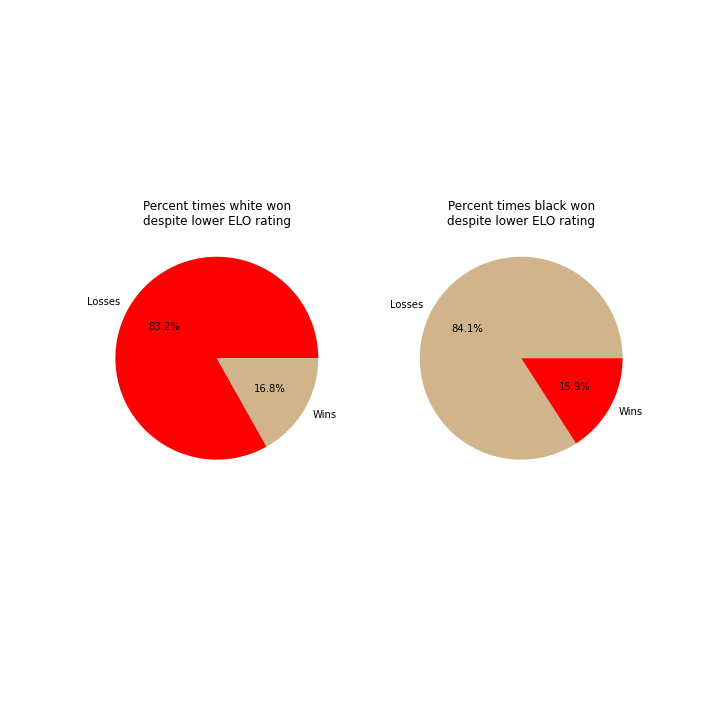 Percent times white won
despite lower ELO rating
Losses
83.2%
16.8%
Wins
Percent times black won
despite lower ELO rating
Losses
84.1%
15.9%
Wins